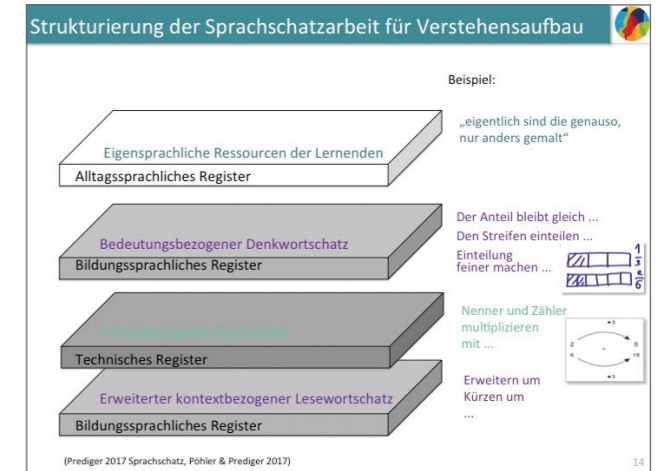 Strukturierung der Sprachschatzarbeit für Verstehensaufbau
Beispiel:
„eigentlich sind die genauso,
nur anders gemalt“
Eigensprachliche Ressourcen der Lernenden
Alltagssprachliches Register
Der Anteil bleibt gleich ...
Den Streifen einteilen ...
Einteilung
feiner machen ...
1
3
2
6
Bedeutungsbezogener Denkwortschatz
Bildungssprachliches Register
Nenner und Zähler
multiplizieren
mit ...
Technisches Register
Erweitern um
Kürzen um
...
Erweiterter kontextbezogener Lesewortschatz
Bildungssprachliches Register
(Prediger 2017 Sprachschatz, Pöhler & Prediger 2017)
14